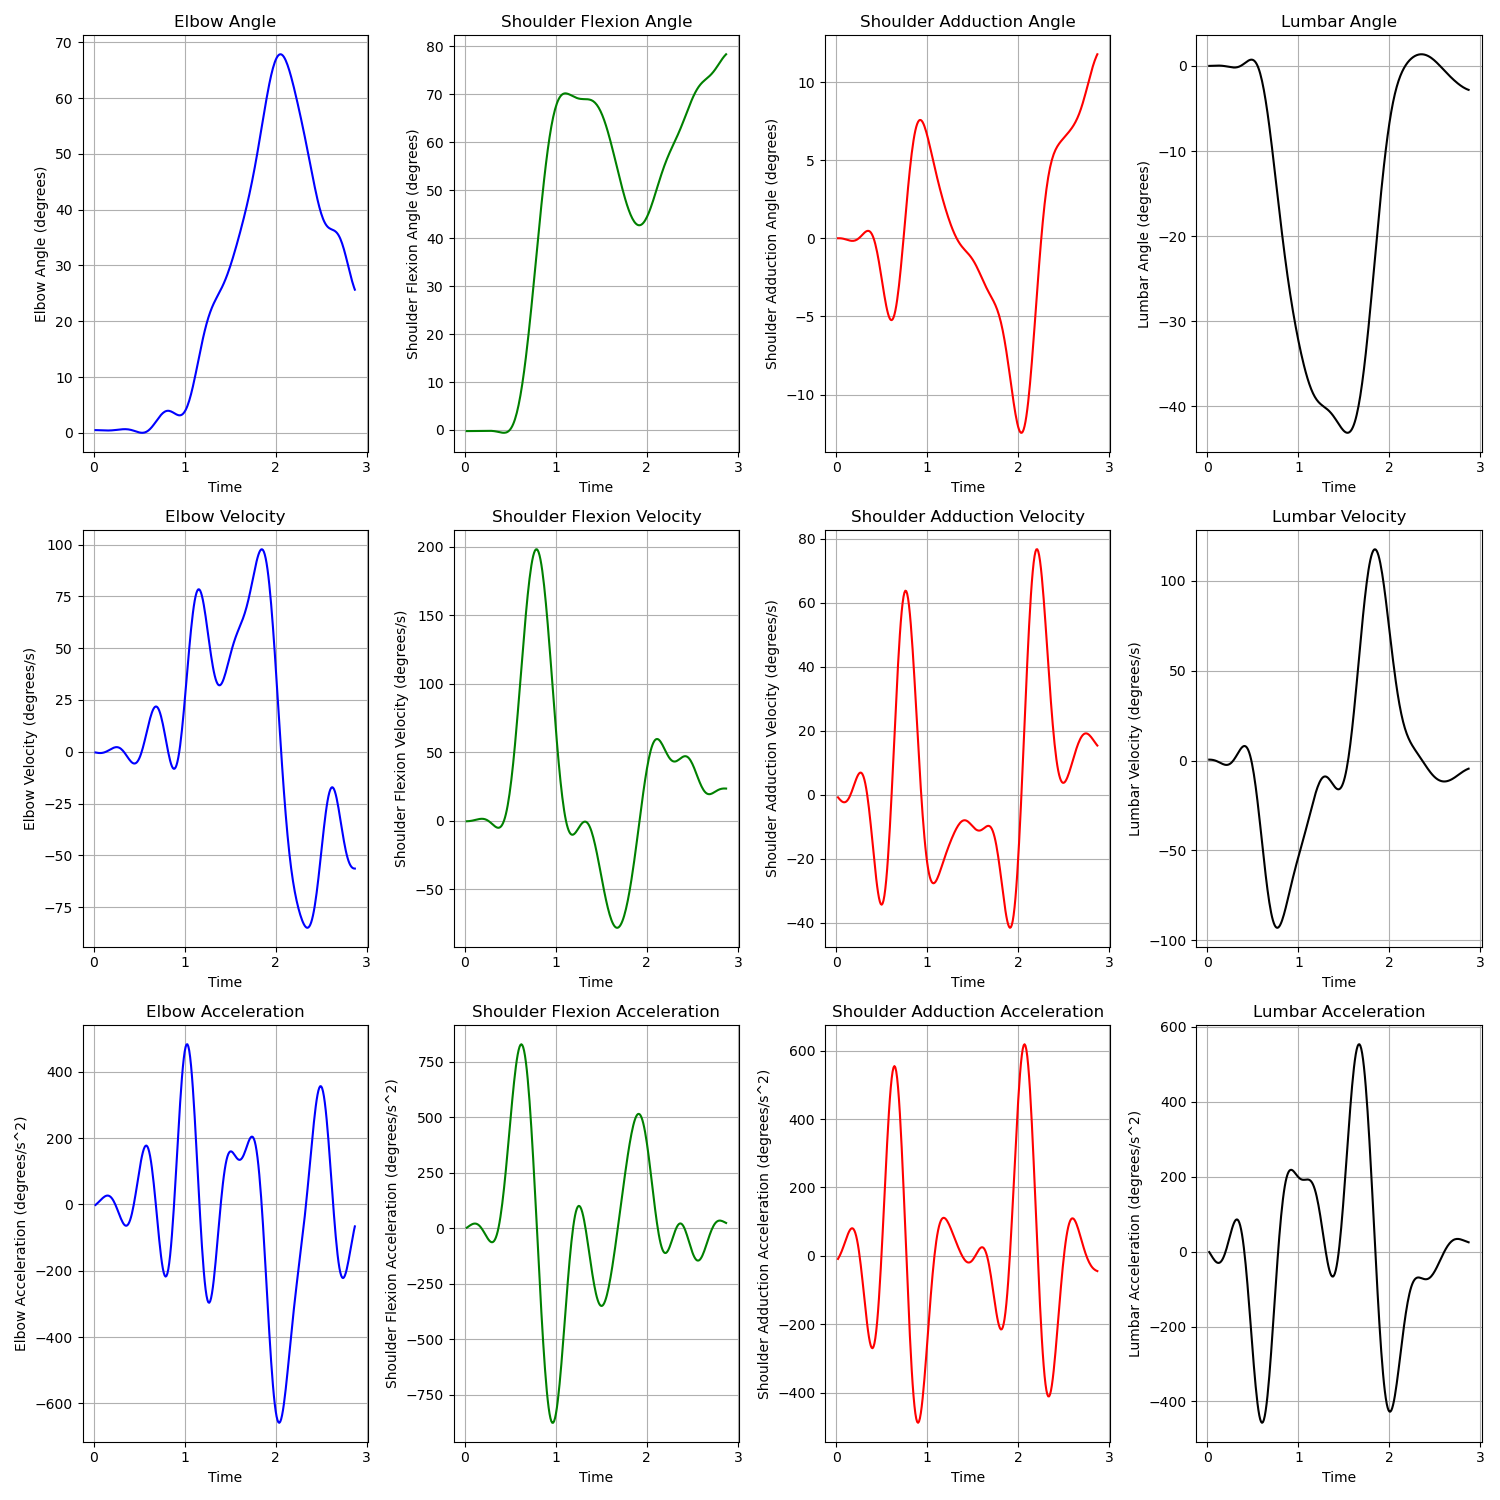 Elbow Angle
Elbow Angle (degrees)
70
60
50
40
30
20
10
0
0 1 2 3
Time
Shoulder Flexion Angle
Shoulder Flexion Angle (degrees)
80
70
60
50
40
30
20
10
0
0 1 2 3
Time
Shoulder Adduction Angle
Shoulder Adduction Angle (degrees)
10
5
0
−5
−10
0 1 2 3
Time
Lumbar Angle
Lumbar Angle (degrees)
0
−10
−20
−30
−40
0 1 2 3
Time
Elbow Velocity
Elbow Velocity (degrees/s)
100
75
50
25
0
−25
−50
−75
0 1 2 3
Time
Shoulder Flexion Velocity
Shoulder Flexion Velocity (degrees/s)
200
150
100
50
0
−50
0 1 2 3
Time
Shoulder Adduction Velocity
Shoulder Adduction Velocity (degrees/s)
80
60
40
20
0
−20
−40
0 1 2 3
Time
Lumbar Velocity
Lumbar Velocity (degrees/s)
100
50
0
−50
−100
0 1 2 3
Time
Elbow Acceleration
Elbow Acceleration (degrees/s^2)
400
200
0
−200
−400
−600
0 1 2 3
Time
Shoulder Flexion Acceleration
Shoulder Flexion Acceleration (degrees/s^2)
750
500
250
0
−250
−500
−750
0 1 2 3
Time
Shoulder Adduction Acceleration
Shoulder Adduction Acceleration (degrees/s^2)
600
400
200
0
−200
−400
0 1 2 3
Time
Lumbar Acceleration
Lumbar Acceleration (degrees/s^2)
600
400
200
0
−200
−400
0 1 2 3
Time